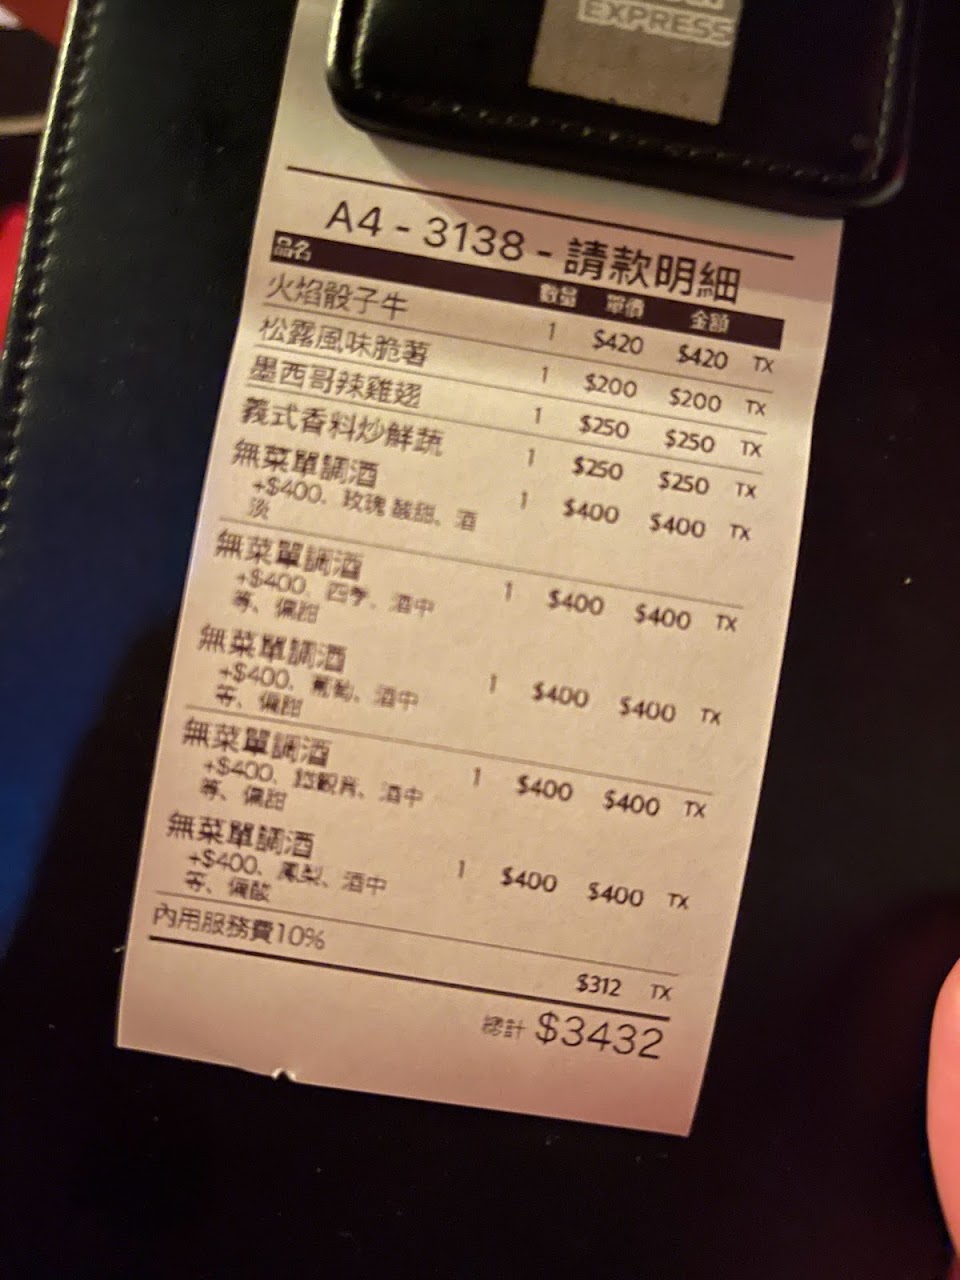 EXPRESS
A4 - 3138 - 請款明細
品名 數量 單價 金額
火焰骰子牛 1 $420 $420 TX
松露風味脆薯 1 $200 $200 TX
墨西哥辣雞翅 1 $250 $250 TX
義式香料炒鮮蔬 1 $250 $250 TX
無菜單調酒 1 $400 $400 TX
+$400、玫瑰 酸甜、酒
淡
無菜單調酒 1 $400 $400 TX
+$400、四季、酒中
等、偏甜
無菜單調酒 1 $400 $400 TX
+$400、葡萄、酒中
等、偏甜
無菜單調酒 1 $400 $400 TX
+$400、鐵觀音、酒中
等、偏甜
無菜單調酒 1 $400 $400 TX
+$400、鳳梨、酒中
等、偏酸
內用服務費10%
$312 TX
總計 $3432